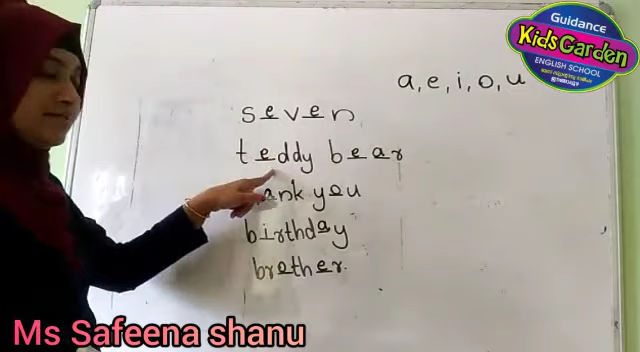 Guidance
Kids Garden
ENGLISH SCHOOL
a, e, i, o, u
seven
teddy bear
ank you
birthday
brother.
Ms Safeena shanu